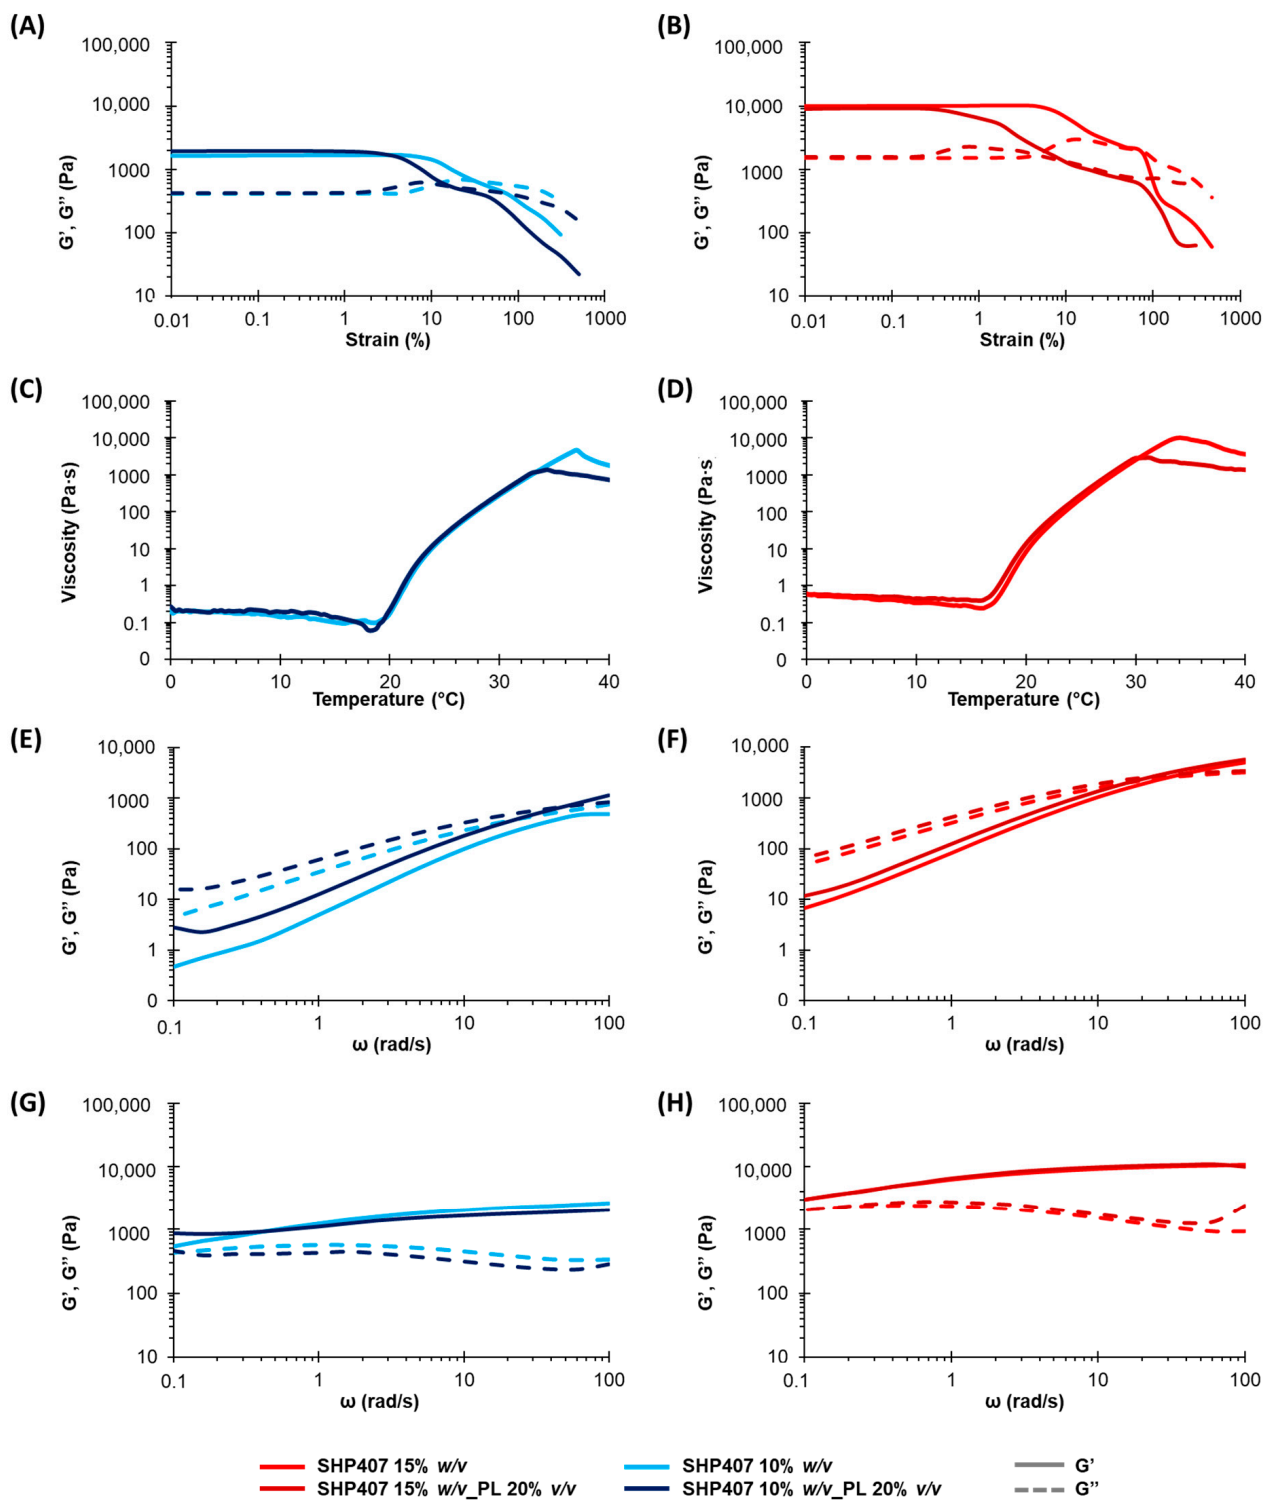 (A)
100,000
10,000
1000
100
10
G’, G” (Pa)
0.01 0.1 1 10 100 1000
Strain (%)
(B)
100,000
10,000
1000
100
10
G’, G” (Pa)
0.01 0.1 1 10 100 1000
Strain (%)
(C)
100,000
10,000
1000
100
10
1
0.1
0
Viscosity (Pa·s)
0 10 20 30 40
Temperature (°C)
(D)
100,000
10,000
1000
100
10
1
0.1
0
Viscosity (Pa·s)
0 10 20 30 40
Temperature (°C)
(E)
10,000
1000
100
10
1
0
G’, G” (Pa)
0.1 1 10 100
ω (rad/s)
(F)
10,000
1000
100
10
1
0
G’, G” (Pa)
0.1 1 10 100
ω (rad/s)
(G)
100,000
10,000
1000
100
10
G’, G” (Pa)
0.1 1 10 100
ω (rad/s)
(H)
100,000
10,000
1000
100
10
G’, G” (Pa)
0.1 1 10 100
ω (rad/s)
SHP407 15% w/v
SHP407 15% w/v_PL 20% v/v
SHP407 10% w/v
SHP407 10% w/v_PL 20% v/v
G’
G”